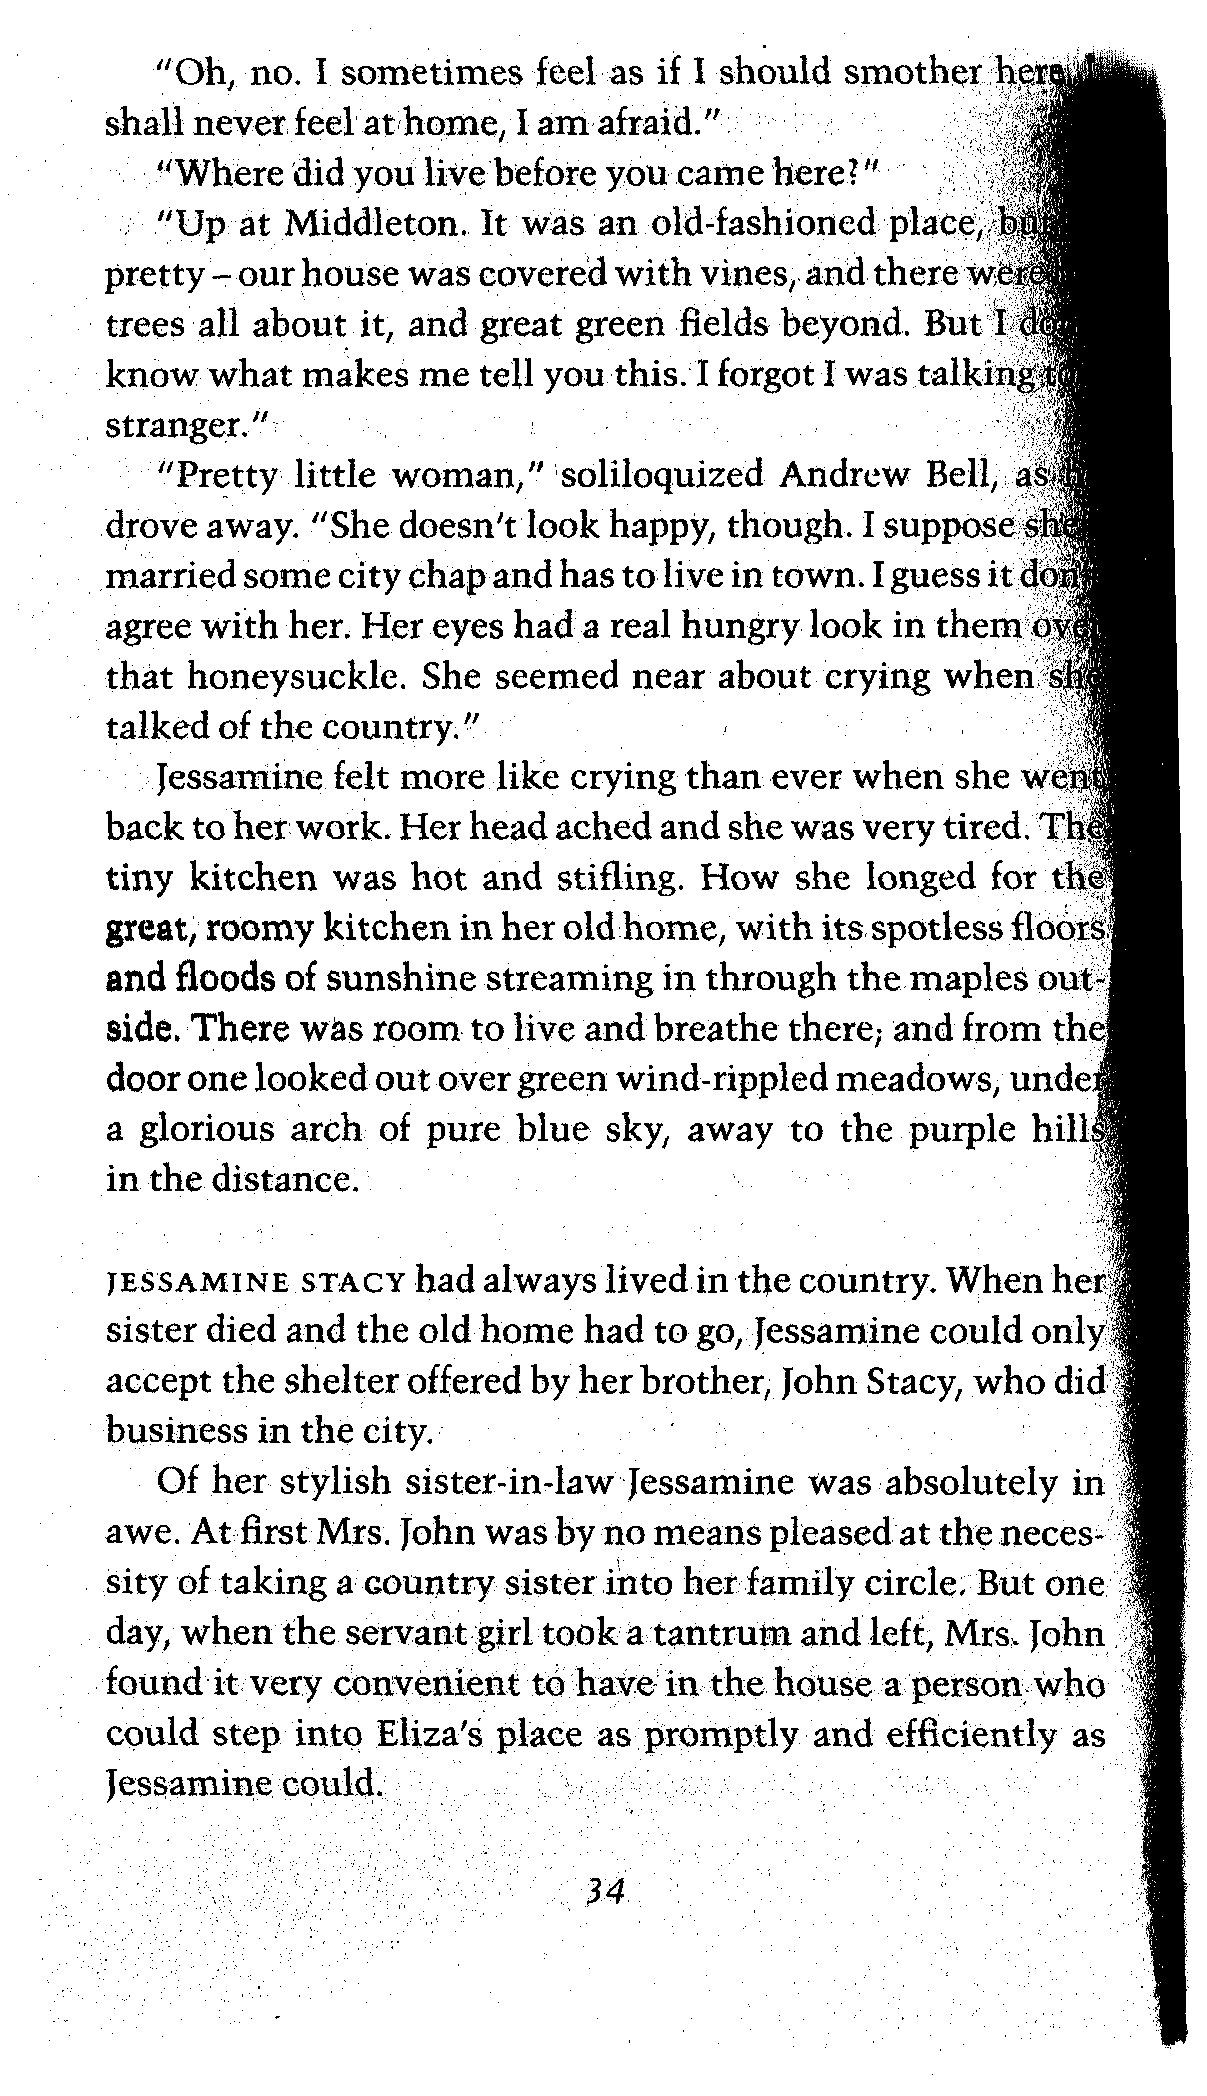 "Oh, no. I sometimes feel as if I should smother here. I
shall never feel at home, I am afraid."
"Where did you live before you came here?"
"Up at Middleton. It was an old-fashioned place, but
pretty – our house was covered with vines, and there were
trees all about it, and great green fields beyond. But I
know what makes me tell you this. I forgot I was talking to
stranger."
"Pretty little woman," soliloquized Andrew Bell, as
drove away. "She doesn't look happy, though. I suppose she
married some city chap and has to live in town. I guess it don't
agree with her. Her eyes had a real hungry look in them over
that honeysuckle. She seemed near about crying when she
talked of the country."
Jessamine felt more like crying than ever when she went
back to her work. Her head ached and she was very tired. The
tiny kitchen was hot and stifling. How she longed for the
great, roomy kitchen in her old home, with its spotless floors
and floods of sunshine streaming in through the maples out-
side. There was room to live and breathe there, and from the
door one looked out over green wind-rippled meadows, under
a glorious arch of pure blue sky, away to the purple hills
in the distance.
JESSAMINE STACY had always lived in the country. When her
sister died and the old home had to go, Jessamine could only
accept the shelter offered by her brother, John Stacy, who did
business in the city.
Of her stylish sister-in-law Jessamine was absolutely in
awe. At first Mrs. John was by no means pleased at the neces-
sity of taking a country sister into her family circle. But one
day, when the servant girl took a tantrum and left, Mrs. John
found it very convenient to have in the house a person who
could step into Eliza's place as promptly and efficiently as
Jessamine could.
34